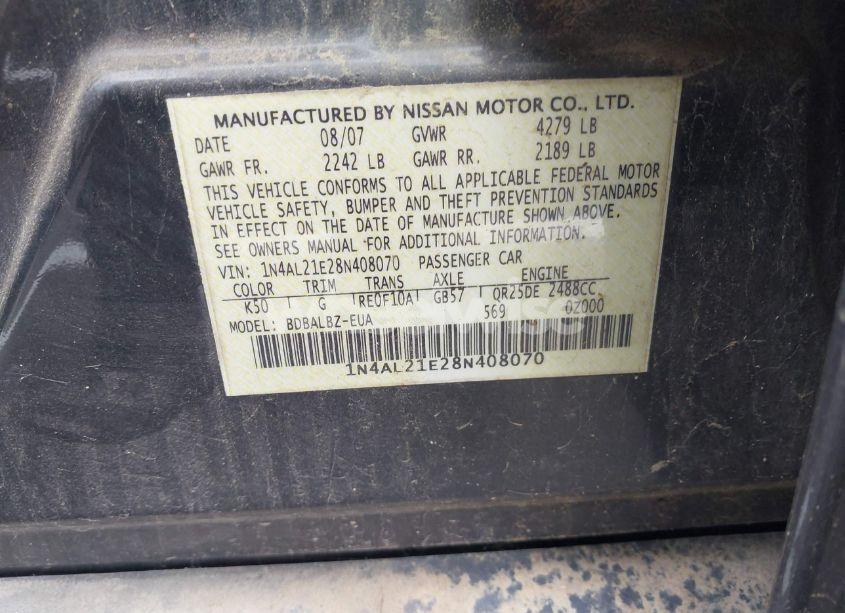 MANUFACTURED BY NISSAN MOTOR CO., LTD.
DATE 08/07 GVWR 4279 LB
GAWR FR. 2242 LB GAWR RR. 2189 LB
THIS VEHICLE CONFORMS TO ALL APPLICABLE FEDERAL MOTOR
VEHICLE SAFETY, BUMPER AND THEFT PREVENTION STANDARDS
IN EFFECT ON THE DATE OF MANUFACTURE SHOWN ABOVE.
SEE OWNERS MANUAL FOR ADDITIONAL INFORMATION.
VIN: 1N4AL21E28N408070 PASSENGER CAR
COLOR TRIM TRANS AXLE ENGINE
K50 G RE0F10A GB57 QR25DE 2488CC
MODEL: BDBALBZ-EUA 569 0Z000
1N4AL21E28N408070